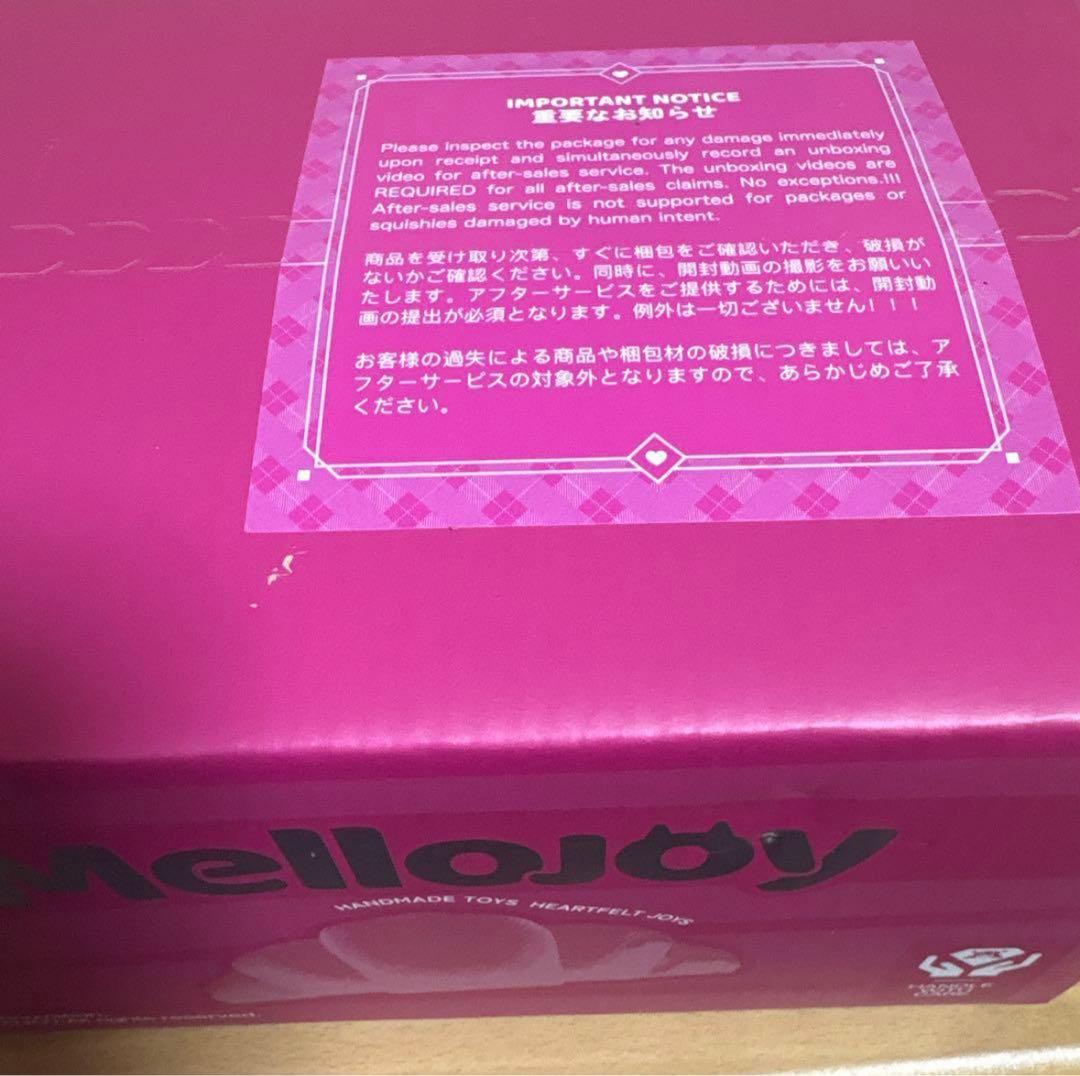 IMPORTANT NOTICE
重要なお知らせ
Please inspect the package for any damage immediately
upon receipt and simultaneously record an unboxing
video for after-sales service. The unboxing videos are
REQUIRED for all after-sales claims. No exceptions.!!!
After-sales service is not supported for packages or
squishies damaged by human intent.
商品を受け取り次第、すぐに梱包をご確認いただき、破損が
ないかご確認ください。同時に、開封動画の撮影をお願いい
たします。アフターサービスをご提供するためには、開封動
画の提出が必須となります。例外は一切ございません！！！
お客様の過失による商品や梱包材の破損につきましては、ア
フターサービスの対象外となりますので、あらかじめご了承
ください。
MelloJoy
HANDMADE TOYS HEARTFELT JOYS
HANDLE
WITH
CARE
rights reserved.